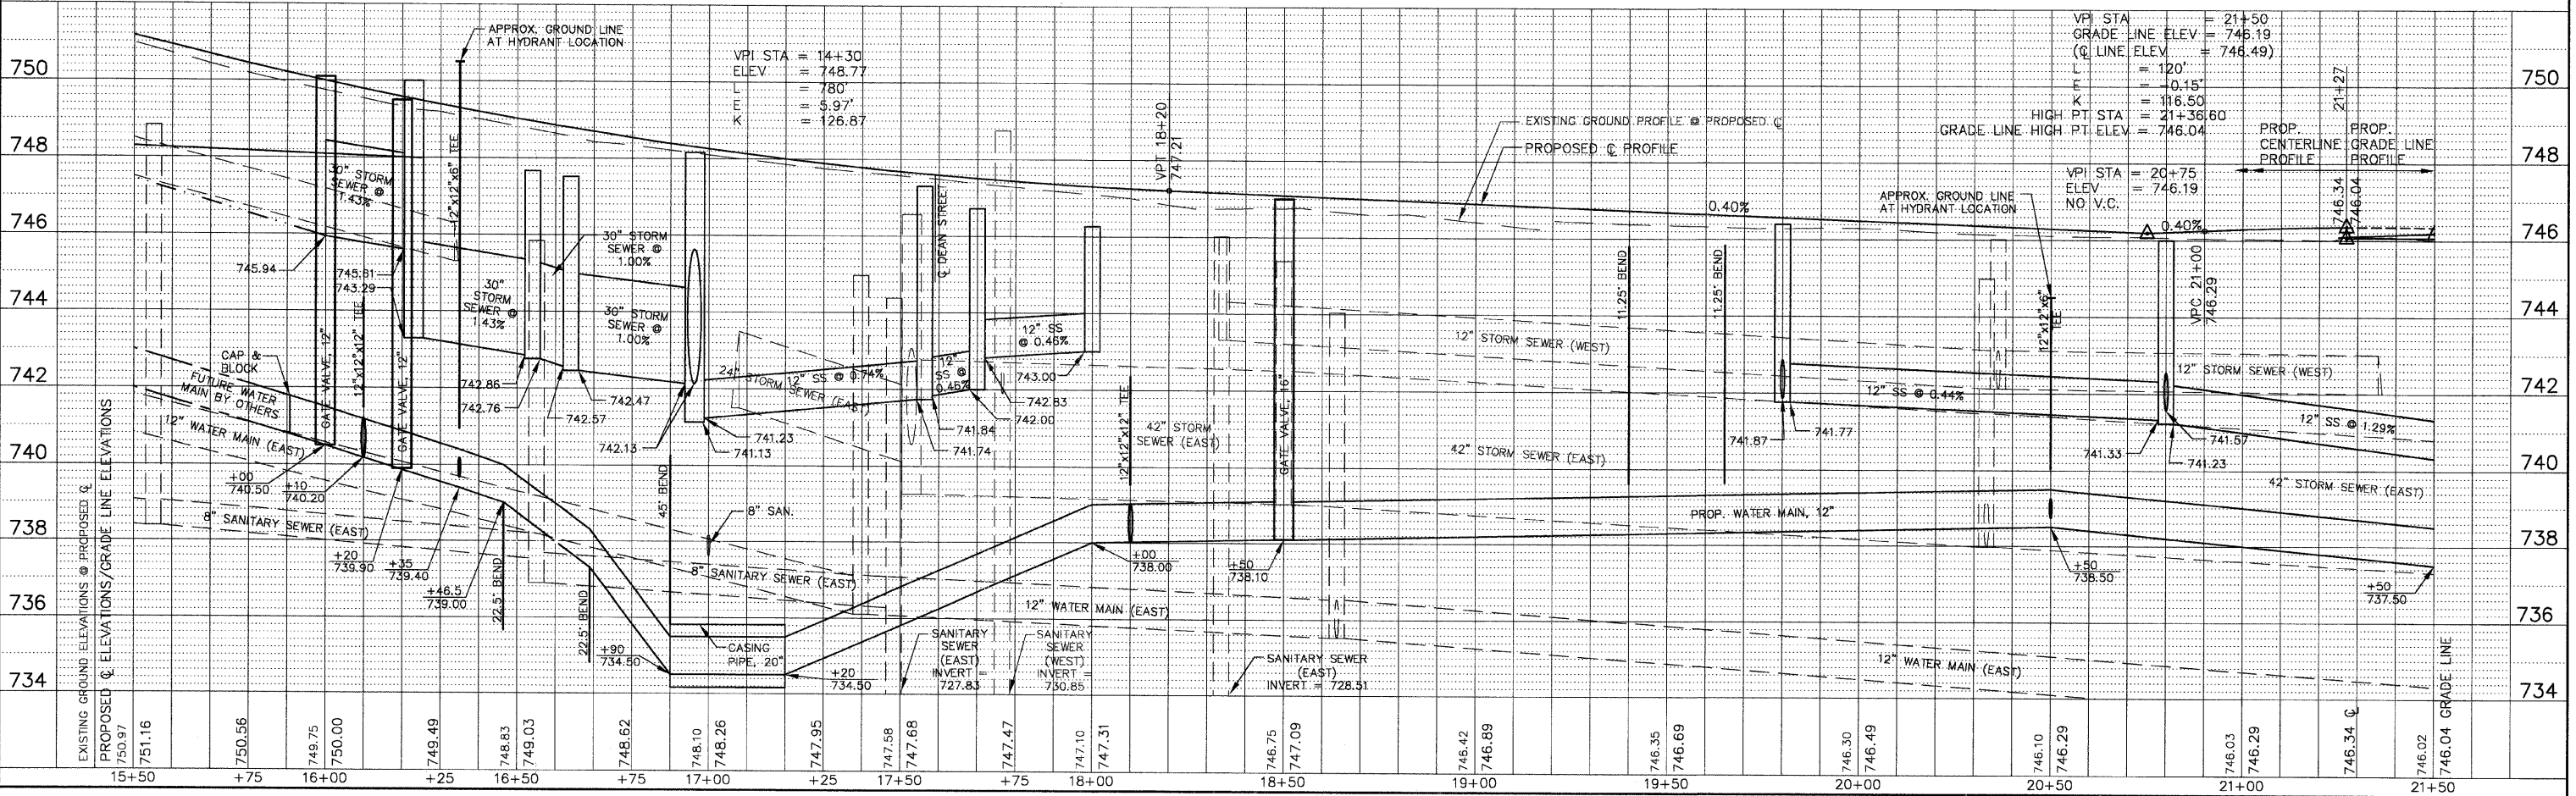 APPROX. GROUND LINE
AT HYDRANT LOCATION
VPI STA = 14+30
ELEV = 748.77
L = 780'
E = 5.97'
K = 126.87
VPT 18+20
747.21
EXISTING GROUND PROFILE @ PROPOSED ℄
PROPOSED ℄ PROFILE
VPI STA = 21+50
GRADE LINE ELEV = 746.19
(℄ LINE ELEV = 746.49)
L = 120'
E = -0.15'
K = 116.50
HIGH PT STA = 21+36.60
GRADE LINE HIGH PT ELEV = 746.04
21+27
PROP. CENTERLINE PROFILE
PROP. GRADE LINE PROFILE
VPI STA = 20+75
ELEV = 746.19
NO V.C.
APPROX. GROUND LINE
AT HYDRANT LOCATION
746.34
746.04
0.40%
0.40%
VPC 21+00
746.29
750
748
746
744
742
740
738
736
734
750
748
746
744
742
740
738
736
734
30" STORM
SEWER @
1.43%
12"x12"x6" TEE
745.94
745.61
743.29
30"
STORM
SEWER @
1.43%
30" STORM
SEWER @
1.00%
30" STORM
SEWER @
1.00%
℄ DEAN STREET
CAP &
BLOCK
FUTURE WATER
MAIN BY OTHERS
GATE VALVE, 12"
12"x12"x12" TEE
GATE VALVE, 12"
742.86
742.76
742.57
742.47
742.13
741.23
741.13
24" STORM SEWER (EAST)
12" SS @ 0.74%
12"
SS @
0.46%
12" SS
@ 0.46%
743.00
742.83
742.00
741.84
741.74
12" WATER MAIN (EAST)
8" SANITARY SEWER (EAST)
+00
740.50
+10
740.20
+20
739.90
+35
739.40
+46.5
739.00
22.5° BEND
22.5° BEND
45° BEND
8" SAN.
8" SANITARY SEWER (EAST)
+90
734.50
CASING
PIPE, 20"
+20
734.50
SANITARY
SEWER
(EAST)
INVERT =
727.83
SANITARY
SEWER
(WEST)
INVERT =
730.85
12" WATER MAIN (EAST)
12"x12"x12" TEE
42" STORM
SEWER (EAST)
+00
738.00
+50
738.10
GATE VALVE, 16"
SANITARY SEWER
(EAST)
INVERT = 728.51
12" STORM SEWER (WEST)
42" STORM SEWER (EAST)
11.25° BEND
11.25° BEND
PROP. WATER MAIN, 12"
741.87
741.77
12" SS @ 0.44%
12"x12"x6"
TEE
12" STORM SEWER (WEST)
12" SS @ 1.29%
741.57
741.33
741.23
42" STORM SEWER (EAST)
+50
738.50
+50
737.50
12" WATER MAIN (EAST)
EXISTING GROUND ELEVATIONS @ PROPOSED ℄
PROPOSED ℄ ELEVATIONS/GRADE LINE ELEVATIONS
750.97
751.16
750.56
749.75
750.00
749.49
748.83
749.03
748.62
748.10
748.26
747.95
747.58
747.68
747.47
747.10
747.31
746.75
747.09
746.42
746.89
746.35
746.69
746.30
746.49
746.10
746.29
746.03
746.29
746.34 ℄
746.02
746.04 GRADE LINE
15+50
+75
16+00
+25
16+50
+75
17+00
+25
17+50
+75
18+00
18+50
19+00
19+50
20+00
20+50
21+00
21+50